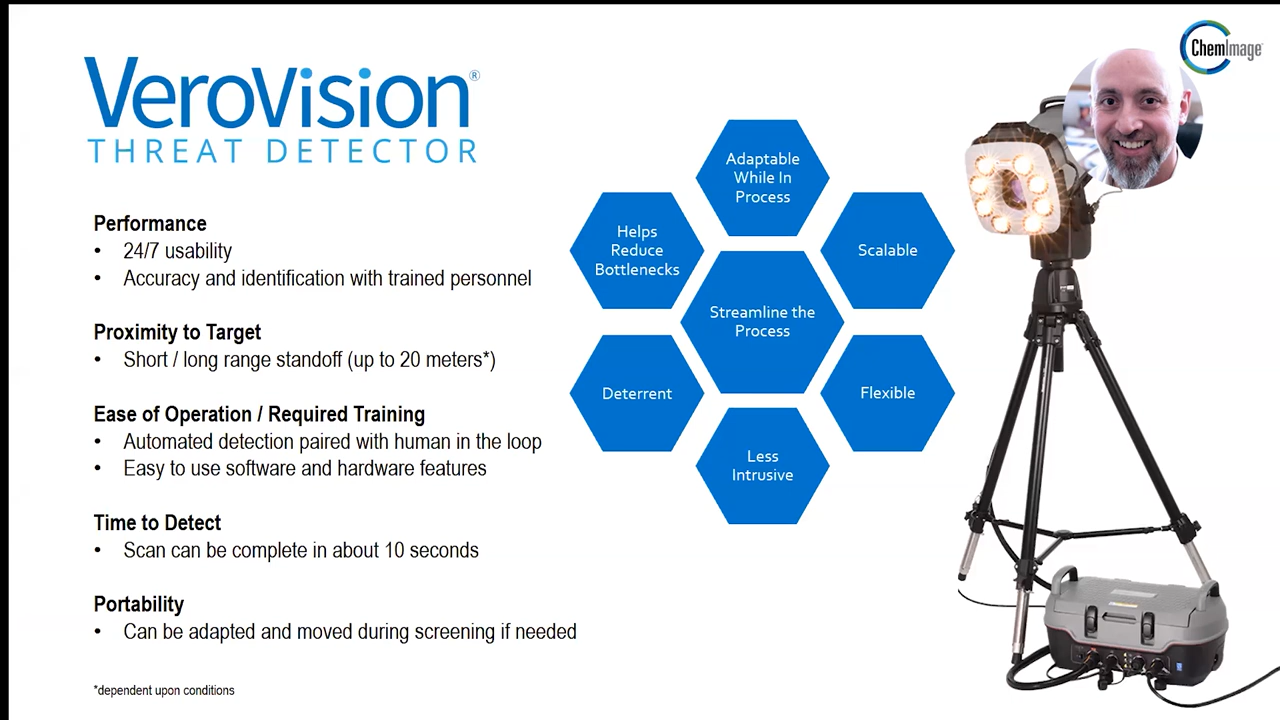 ChemImage
VeroVision®
THREAT DETECTOR
Performance
• 24/7 usability
• Accuracy and identification with trained personnel
Proximity to Target
• Short / long range standoff (up to 20 meters*)
Ease of Operation / Required Training
• Automated detection paired with human in the loop
• Easy to use software and hardware features
Time to Detect
• Scan can be complete in about 10 seconds
Portability
• Can be adapted and moved during screening if needed
*dependent upon conditions
Adaptable
While In
Process
Helps
Reduce
Bottlenecks
Scalable
Streamline the
Process
Deterrent
Flexible
Less
Intrusive